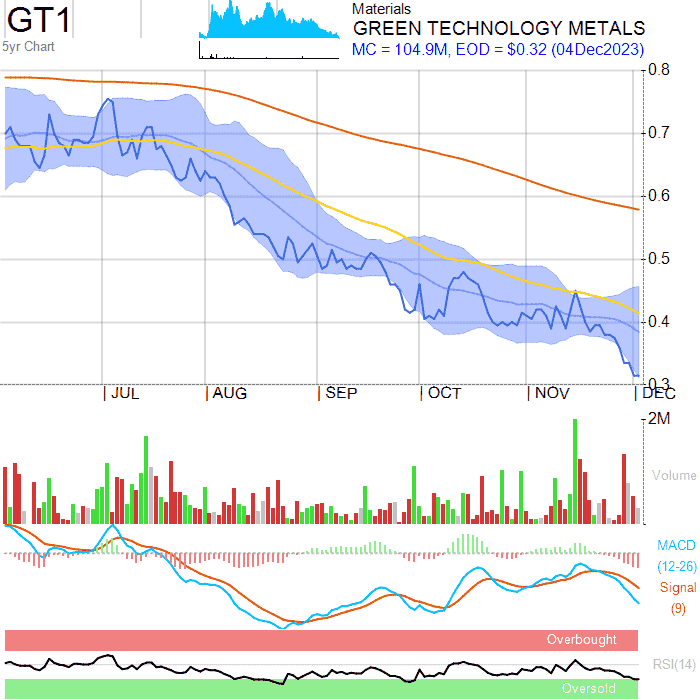 GT1
5yr Chart
Materials
GREEN TECHNOLOGY METALS
MC = 104.9M, EOD = $0.32 (04Dec2023)
0.8
0.7
0.6
0.5
0.4
0.3
JUL
AUG
SEP
OCT
NOV
DEC
2M
Volume
MACD
(12-26)
Signal
(9)
Overbought
RSI(14)
Oversold